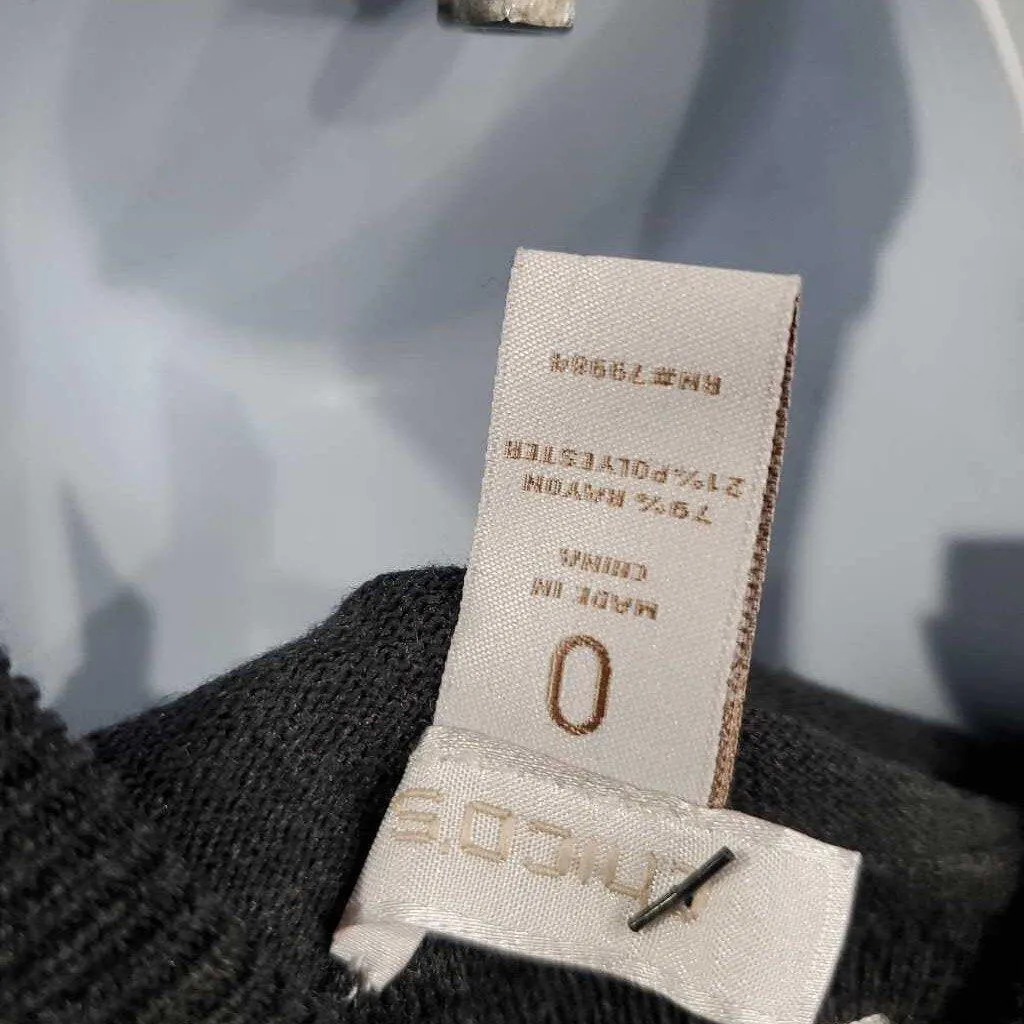 chico's
0
MADE IN
CHINA
79% RAYON
21% POLYESTER
RN#79984